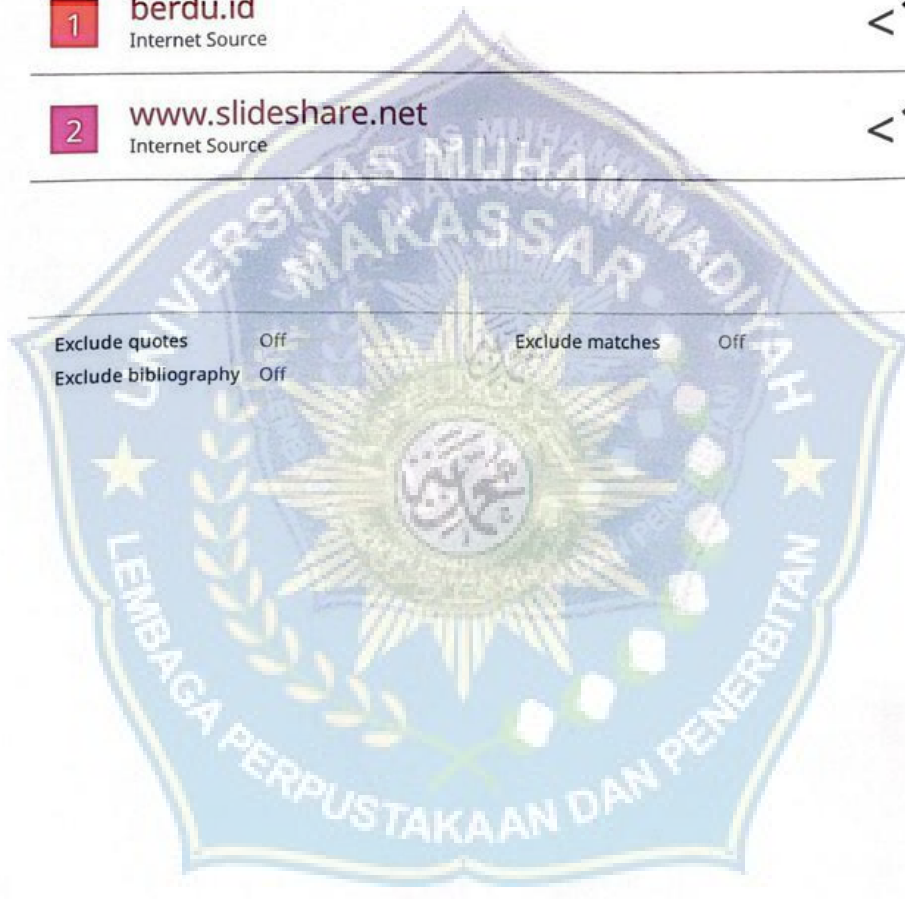 1 berdu.id <
Internet Source
2 www.slideshare.net <
Internet Source
UNIVERSITAS MUHAMMADIYAH
MAKASSAR
Exclude quotes Off Exclude matches Off
Exclude bibliography Off
LEMBAGA PERPUSTAKAAN DAN PENERBITAN